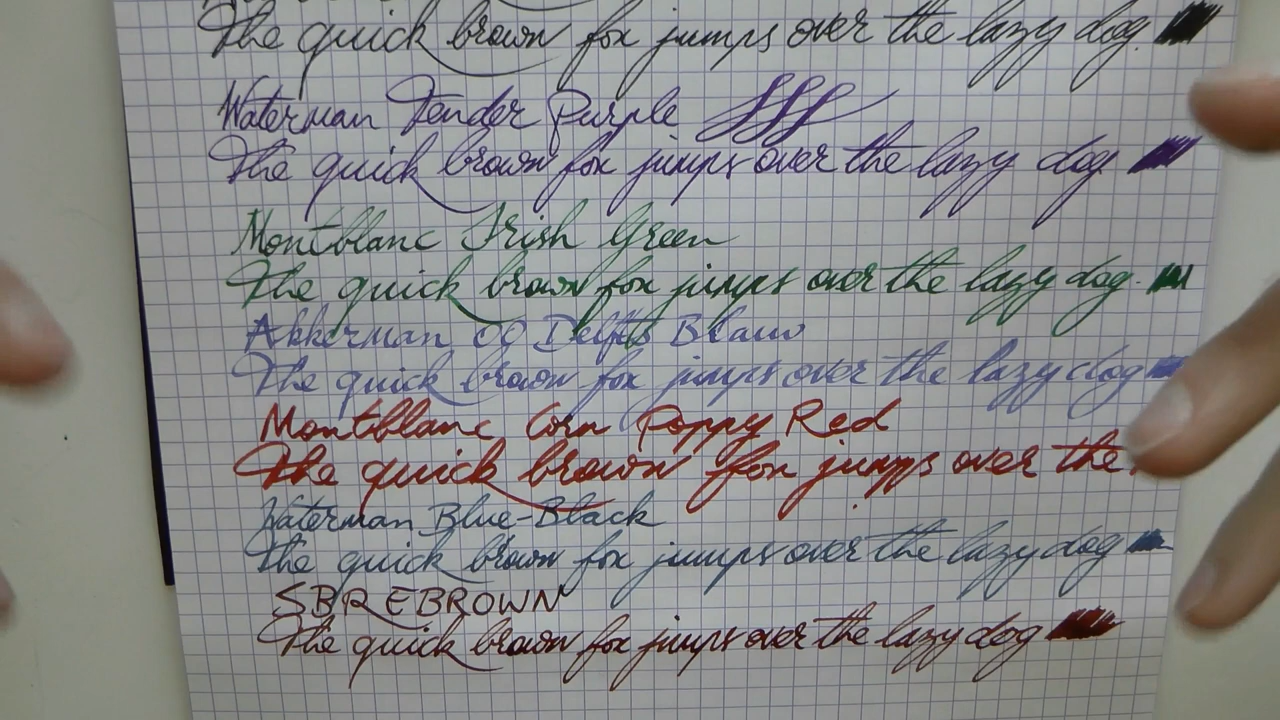 The quick brown fox jumps over the lazy dog.
Waterman Tender Purple
The quick brown fox jumps over the lazy dog.
Montblanc Irish Green
The quick brown fox jumps over the lazy dog.
Akkerman 09 Delfts Blauw
The quick brown fox jumps over the lazy dog
Montblanc Corn Poppy Red
The quick brown fox jumps over the
Waterman Blue-Black
The quick brown fox jumps over the lazy dog
SBREBROWN
The quick brown fox jumps over the lazy dog